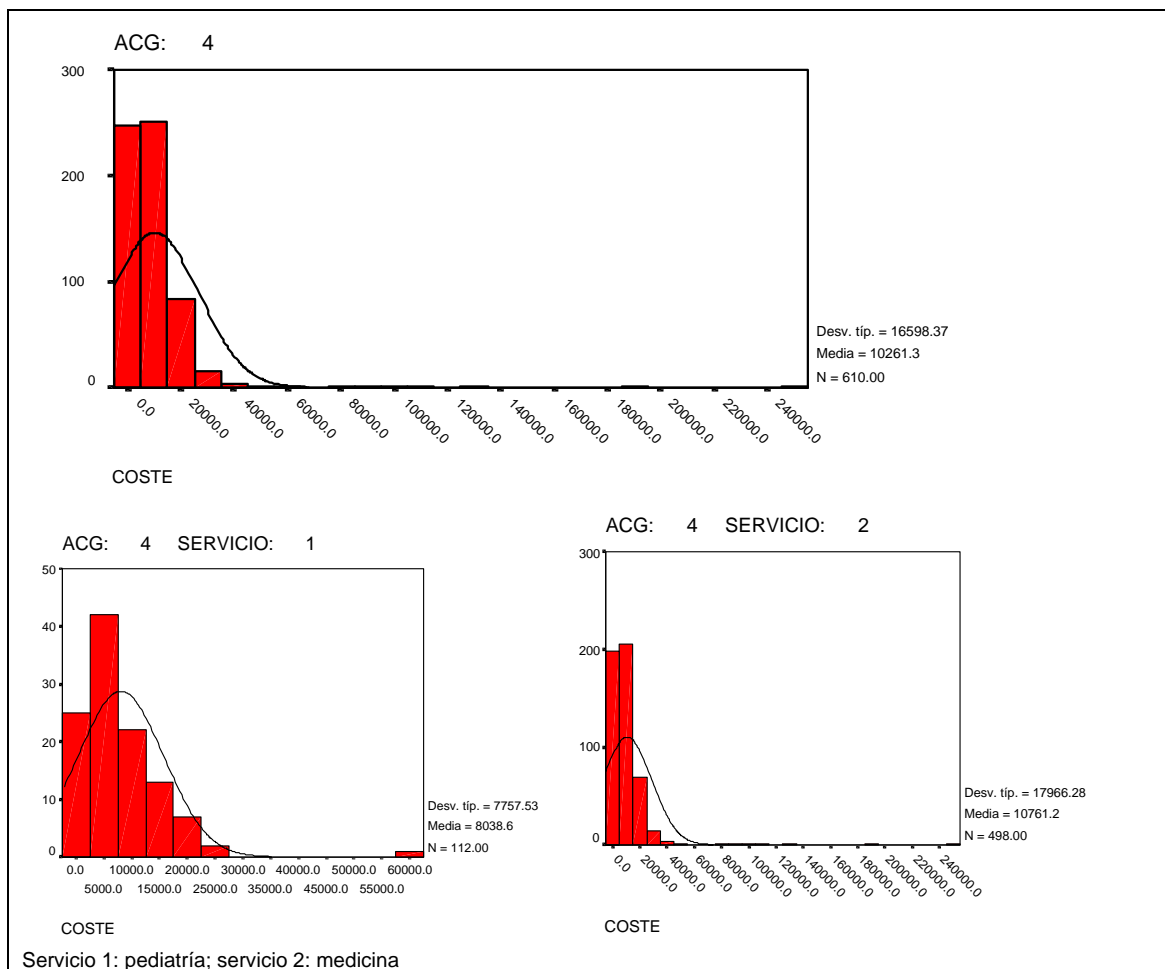 ACG: 4
300
200
100
0
0.0 20000.0 40000.0 60000.0 80000.0 100000.0 120000.0 140000.0 160000.0 180000.0 200000.0 220000.0 240000.0
Desv. típ. = 16598.37
Media = 10261.3
N = 610.00
COSTE
ACG: 4 SERVICIO: 1
50
40
30
20
10
0
0.0 10000.0 20000.0 30000.0 40000.0 50000.0 60000.0
5000.0 15000.0 25000.0 35000.0 45000.0 55000.0
Desv. típ. = 7757.53
Media = 8038.6
N = 112.00
COSTE
ACG: 4 SERVICIO: 2
300
200
100
0
0.0 20000.0 40000.0 60000.0 80000.0 100000.0 120000.0 140000.0 160000.0 180000.0 200000.0 220000.0 240000.0
Desv. típ. = 17966.28
Media = 10761.2
N = 498.00
COSTE
Servicio 1: pediatría; servicio 2: medicina